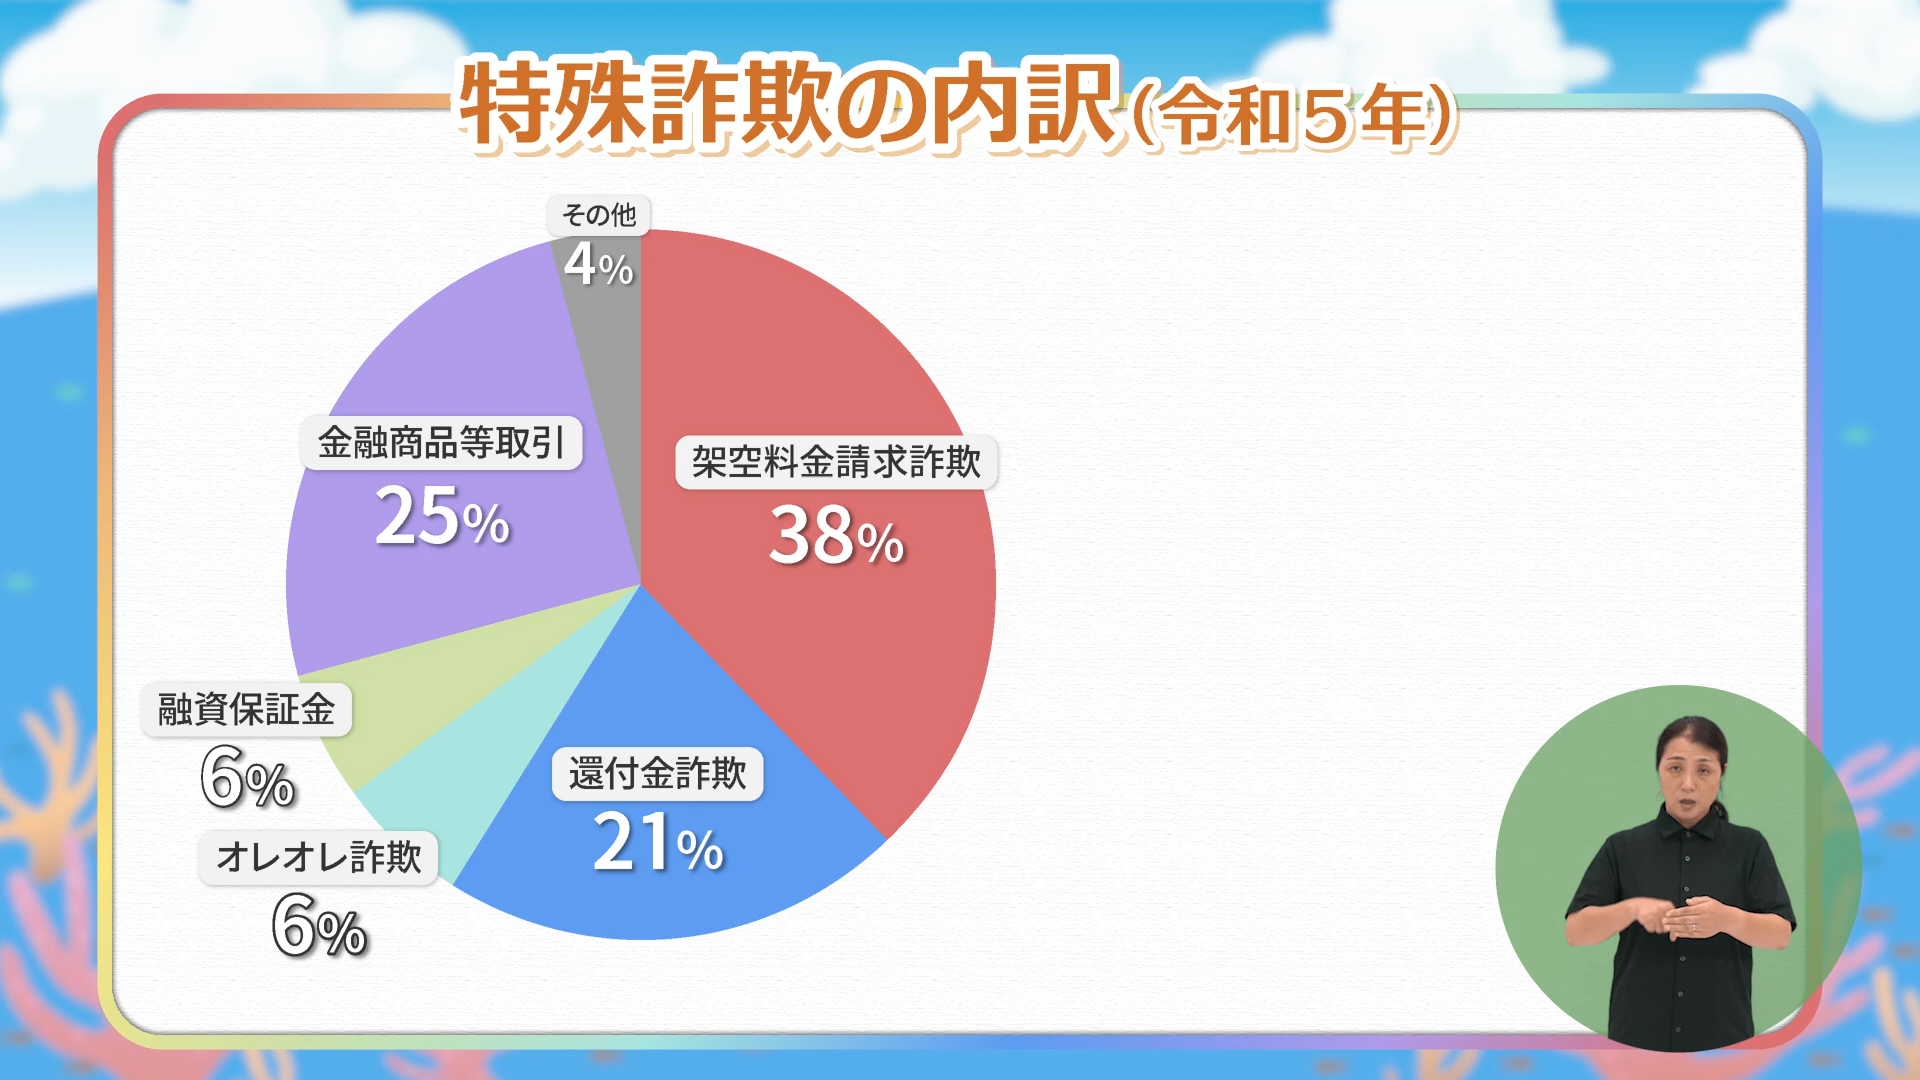 特殊詐欺の内訳（令和５年）
その他
4%
架空料金請求詐欺
38%
金融商品等取引
25%
還付金詐欺
21%
融資保証金
6%
オレオレ詐欺
6%